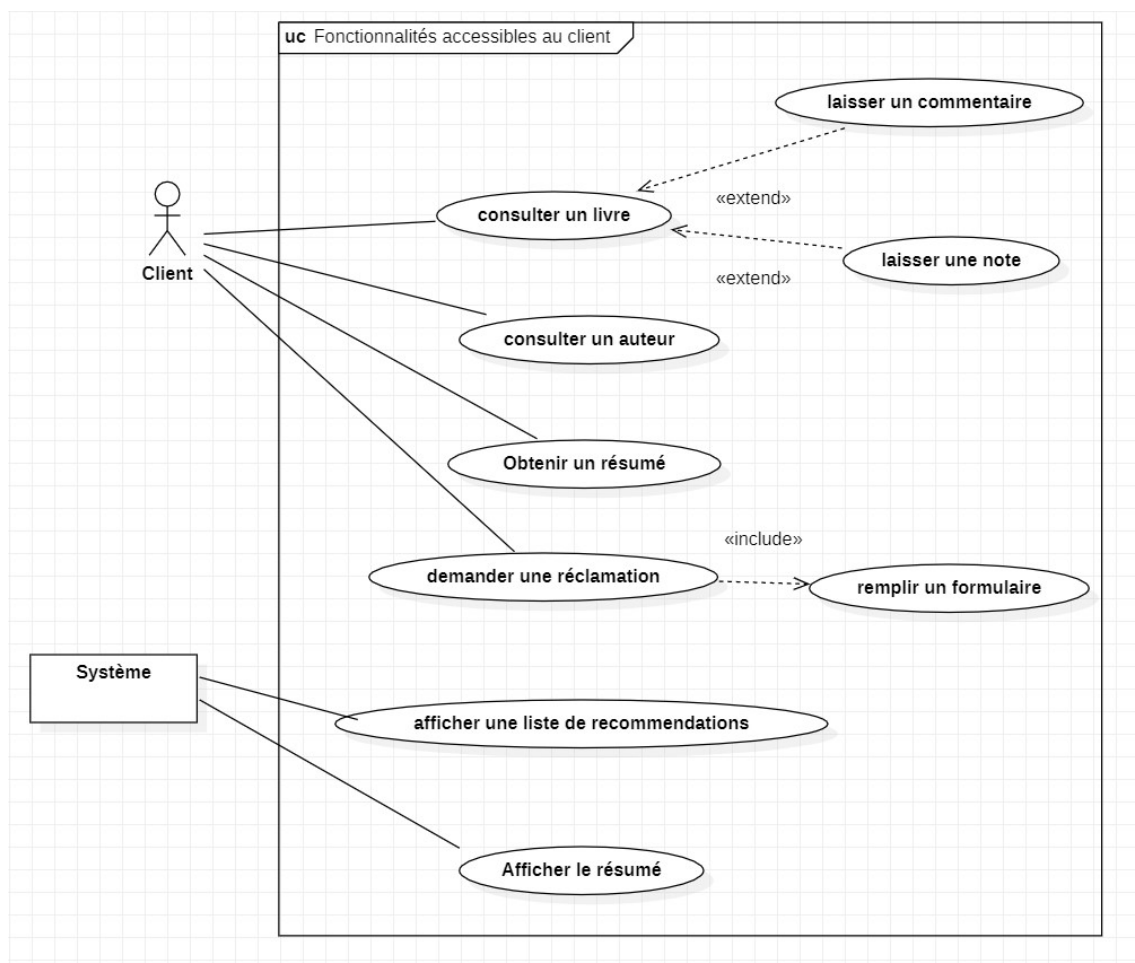 uc Fonctionnalités accessibles au client
laisser un commentaire
«extend»
consulter un livre
laisser une note
«extend»
Client
consulter un auteur
Obtenir un résumé
«include»
demander une réclamation
remplir un formulaire
Système
afficher une liste de recommendations
Afficher le résumé